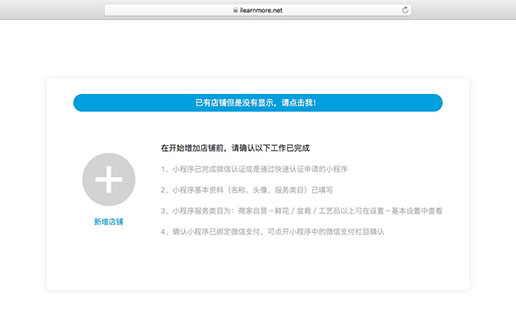 ilearnmore.net
已有店铺但是没有显示，请点击我！
在开始增加店铺前，请确认以下工作已完成
1、小程序已完成微信认证或是通过快速认证申请的小程序
2、小程序基本资料（名称、头像、服务类目）已填写
3、小程序服务类目为：商家自营－鲜花 / 盆栽 / 工艺品以上可在设置－基本设置中查看
4、确认小程序已绑定微信支付，可点开小程序中的微信支付栏目确认
新增店铺